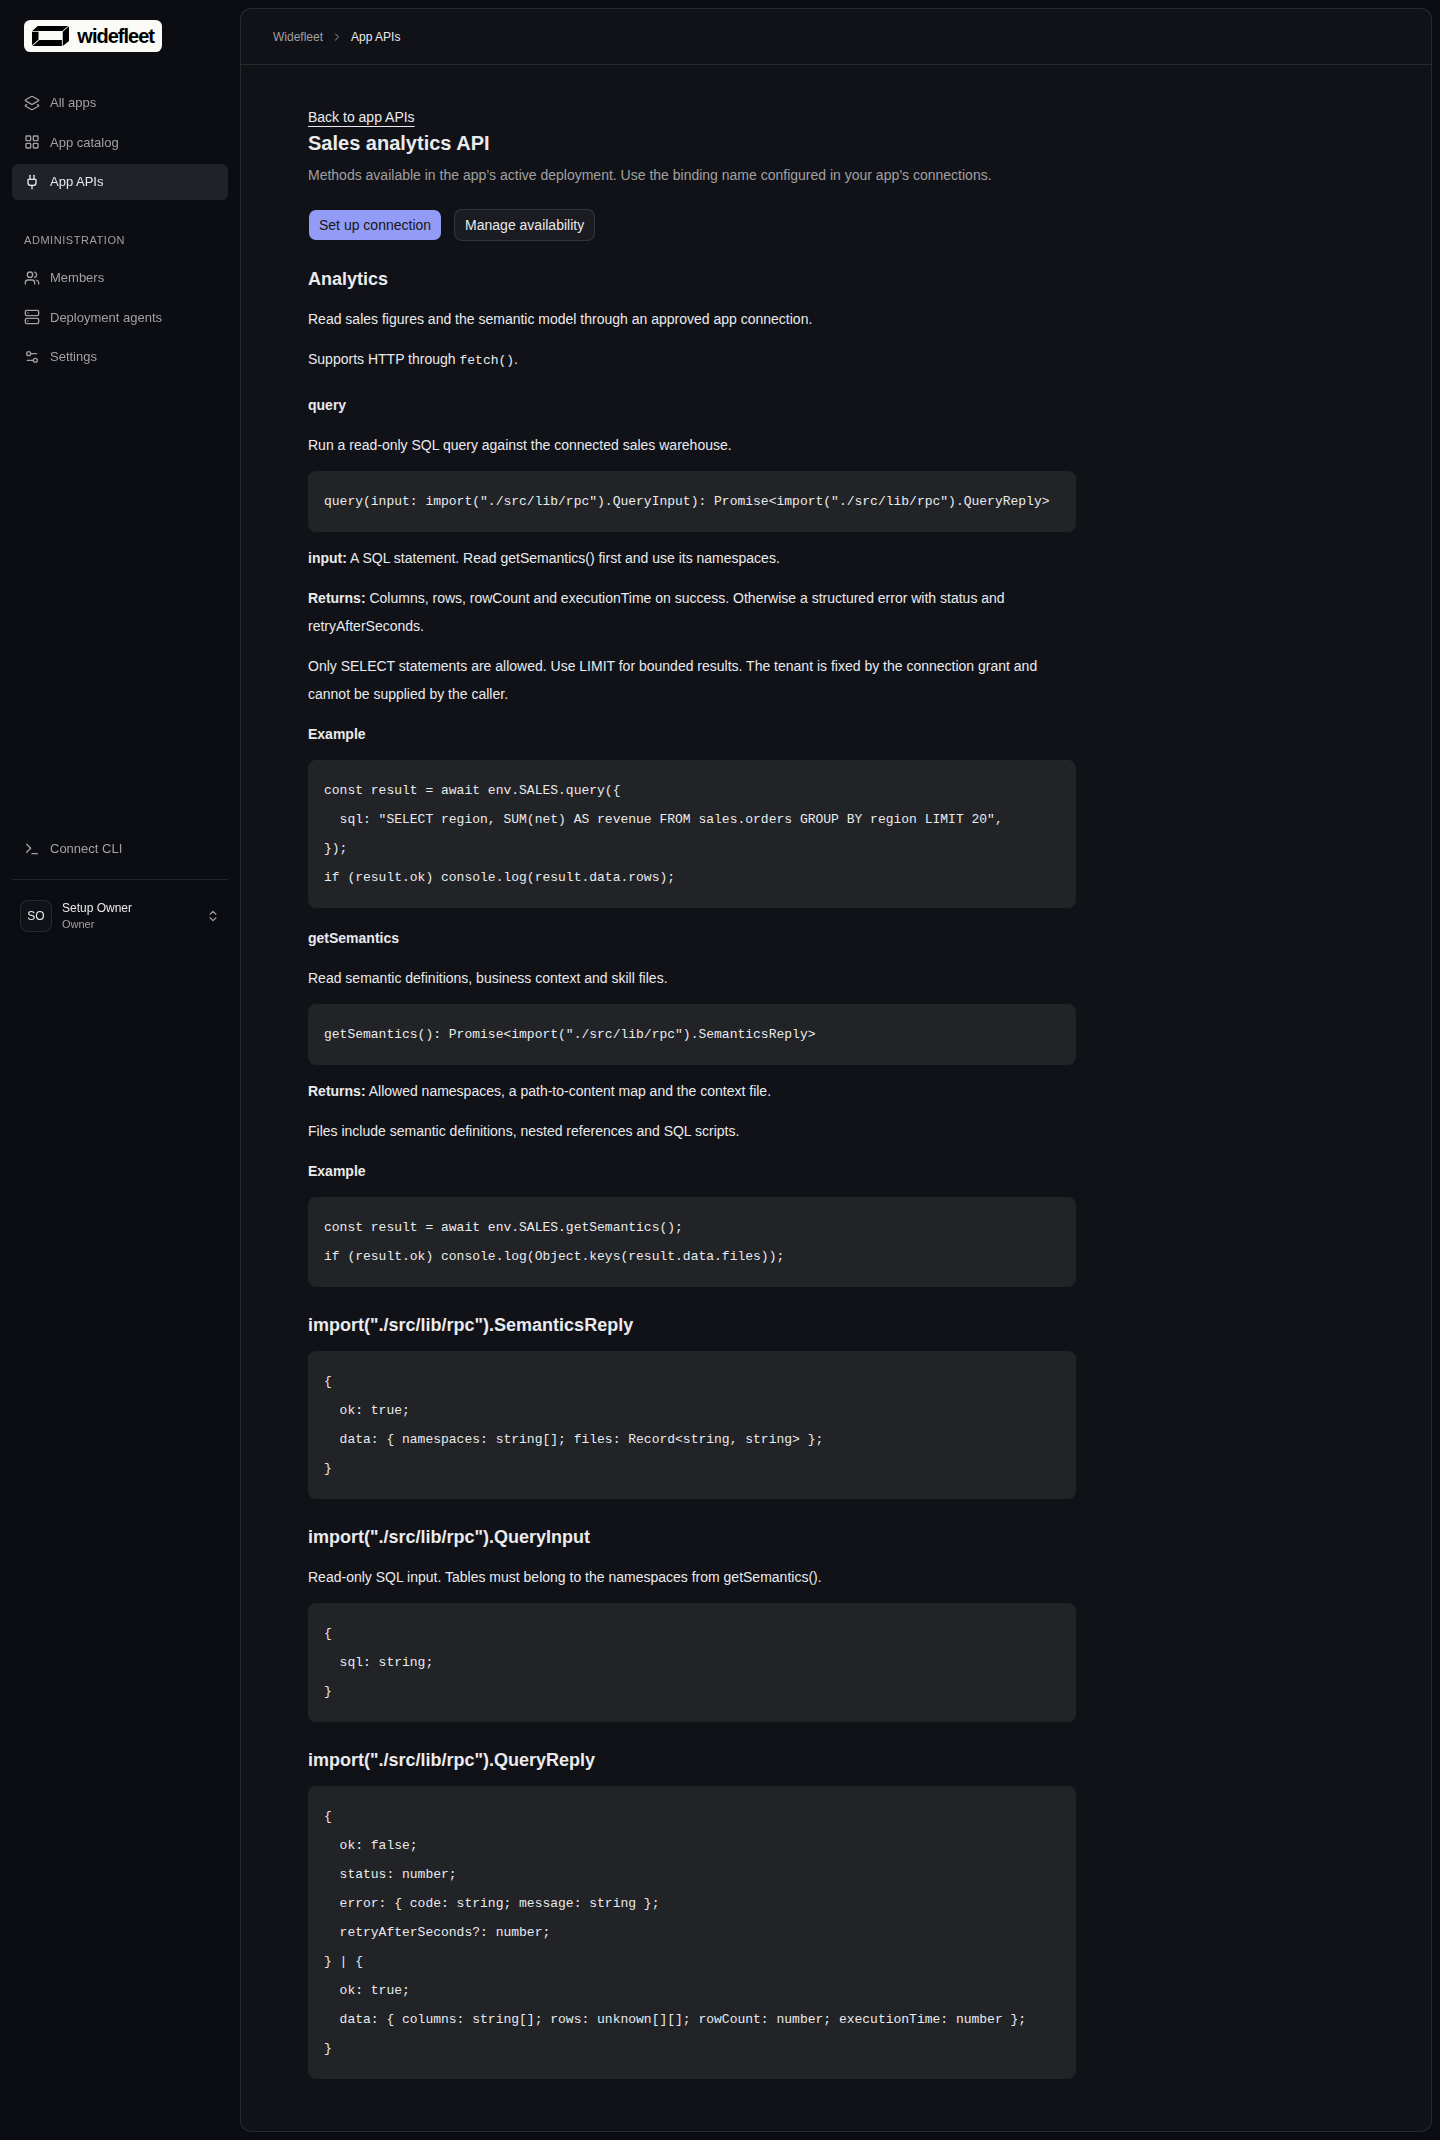 widefleet
All apps
App catalog
App APIs
ADMINISTRATION
Members
Deployment agents
Settings
Connect CLI
SO
Setup Owner
Owner
Widefleet
App APIs
Back to app APIs
Sales analytics API
Methods available in the app's active deployment. Use the binding name configured in your app's connections.
Set up connection
Manage availability
Analytics
Read sales figures and the semantic model through an approved app connection.
Supports HTTP through fetch().
query
Run a read-only SQL query against the connected sales warehouse.
query(input: import("./src/lib/rpc").QueryInput): Promise<import("./src/lib/rpc").QueryReply>
input: A SQL statement. Read getSemantics() first and use its namespaces.
Returns: Columns, rows, rowCount and executionTime on success. Otherwise a structured error with status and
retryAfterSeconds.
Only SELECT statements are allowed. Use LIMIT for bounded results. The tenant is fixed by the connection grant and
cannot be supplied by the caller.
Example
const result = await env.SALES.query({
  sql: "SELECT region, SUM(net) AS revenue FROM sales.orders GROUP BY region LIMIT 20",
});
if (result.ok) console.log(result.data.rows);
getSemantics
Read semantic definitions, business context and skill files.
getSemantics(): Promise<import("./src/lib/rpc").SemanticsReply>
Returns: Allowed namespaces, a path-to-content map and the context file.
Files include semantic definitions, nested references and SQL scripts.
Example
const result = await env.SALES.getSemantics();
if (result.ok) console.log(Object.keys(result.data.files));
import("./src/lib/rpc").SemanticsReply
{
  ok: true;
  data: { namespaces: string[]; files: Record<string, string> };
}
import("./src/lib/rpc").QueryInput
Read-only SQL input. Tables must belong to the namespaces from getSemantics().
{
  sql: string;
}
import("./src/lib/rpc").QueryReply
{
  ok: false;
  status: number;
  error: { code: string; message: string };
  retryAfterSeconds?: number;
} | {
  ok: true;
  data: { columns: string[]; rows: unknown[][]; rowCount: number; executionTime: number };
}